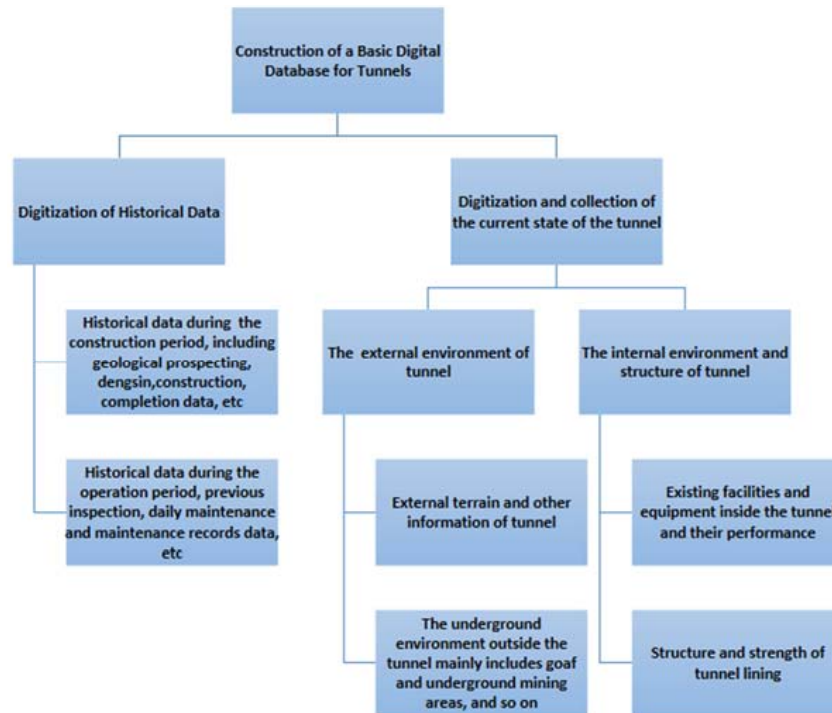 Construction of a Basic Digital
Database for Tunnels
Digitization of Historical Data
Digitization and collection of
the current state of the tunnel
Historical data during  the
construction period, including
geological prospecting,
dengsin,construction,
completion data, etc
The  external environment of
tunnel
The internal environment and
structure of tunnel
Historical data during the
operation period, previous
inspection, daily maintenance
and maintenance records data,
etc
External terrain and other
information of tunnel
Existing facilities and
equipment inside the tunnel
and their performance
The underground
environment outside the
tunnel mainly includes goaf
and underground mining
areas, and so on
Structure and strength of
tunnel lining